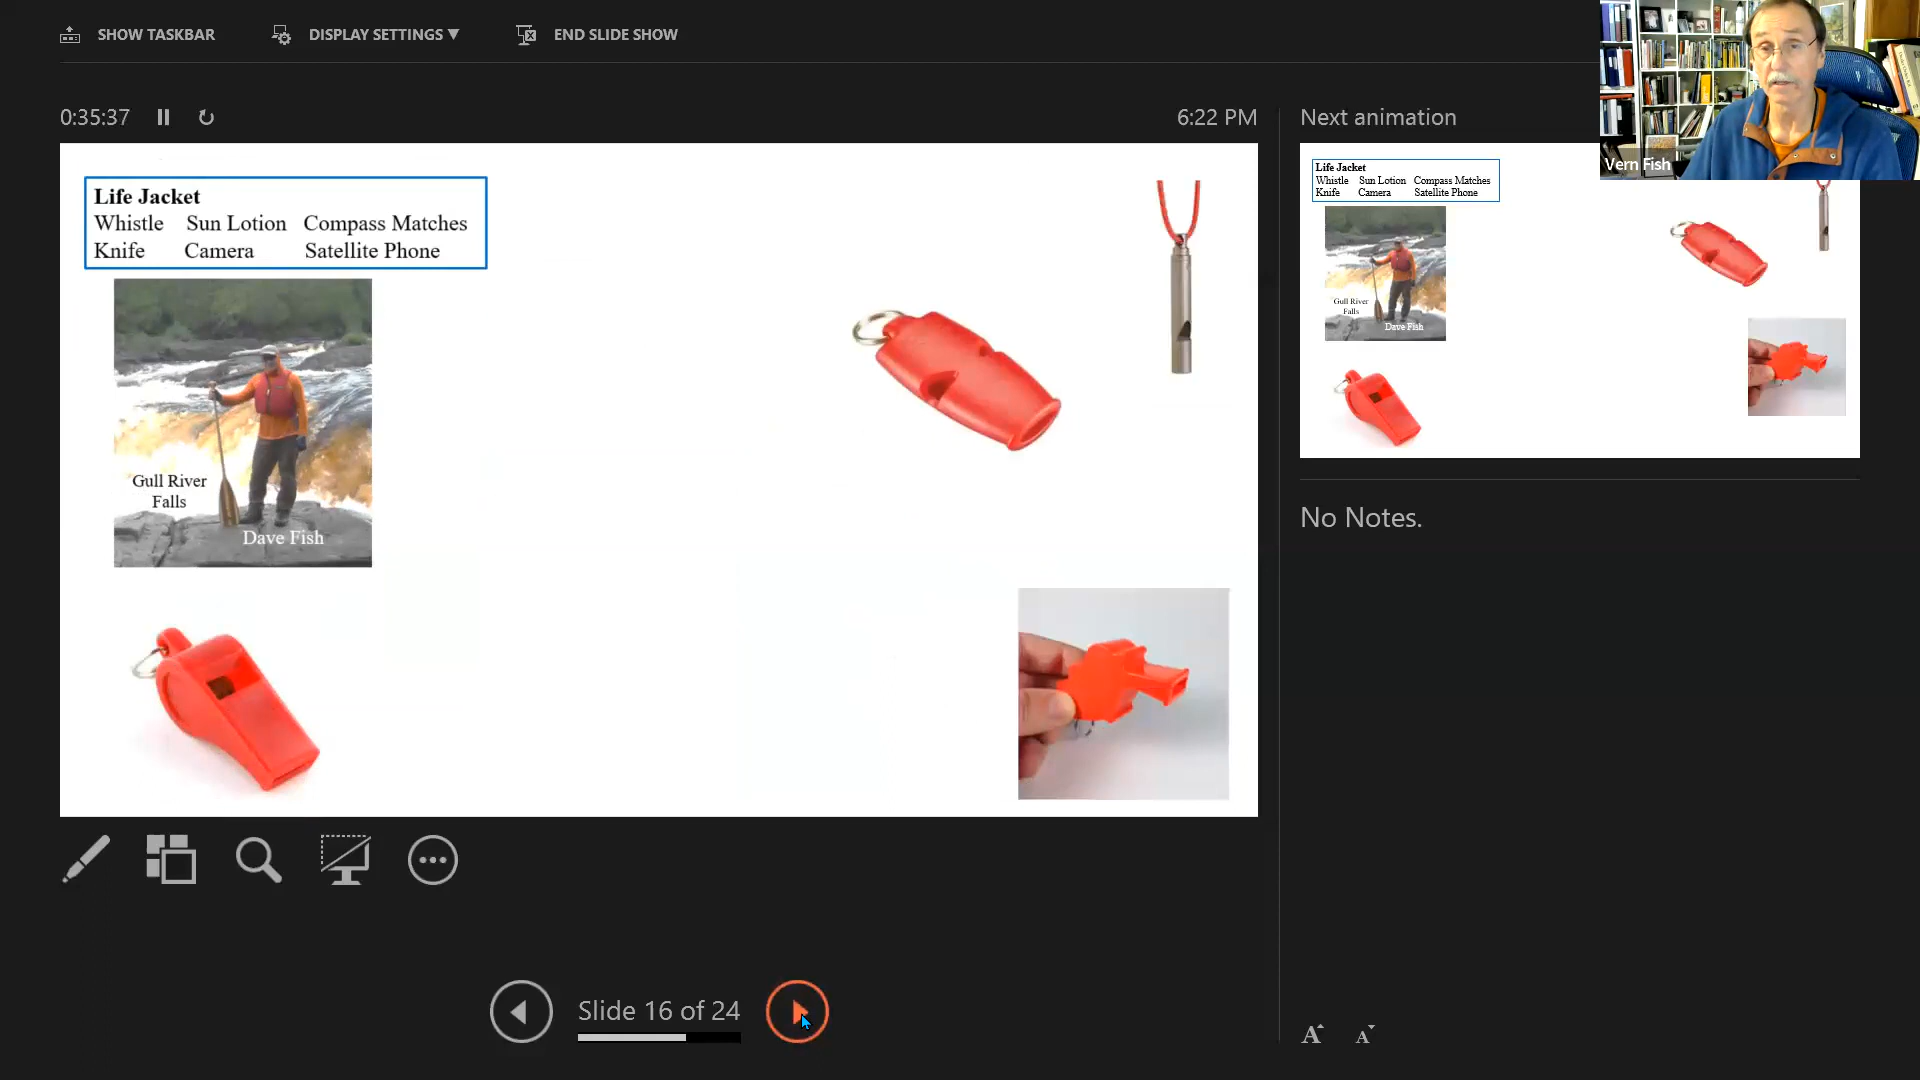 SHOW TASKBAR DISPLAY SETTINGS ▼ END SLIDE SHOW
0:35:37 6:22 PM
Life Jacket
Whistle Sun Lotion Compass Matches
Knife Camera Satellite Phone
Gull River
Falls
Dave Fish
Slide 16 of 24
Next animation
Vern Fish
Life Jacket
Whistle Sun Lotion Compass Matches
Knife Camera Satellite Phone
Gull River
Falls
Dave Fish
No Notes.
A A